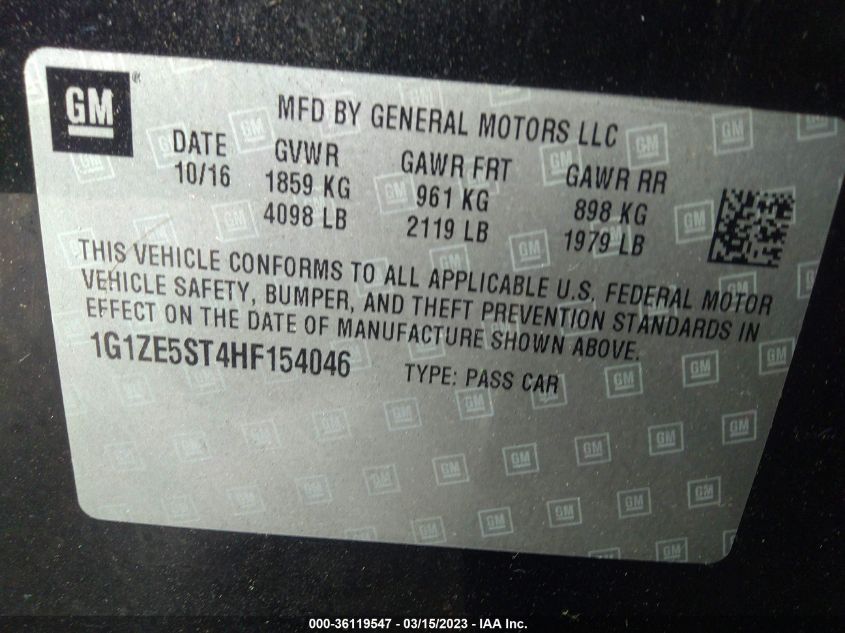 GM
MFD BY GENERAL MOTORS LLC
DATE GVWR GAWR FRT GAWR RR
10/16 1859 KG 961 KG 898 KG
4098 LB 2119 LB 1979 LB
THIS VEHICLE CONFORMS TO ALL APPLICABLE U.S. FEDERAL MOTOR
VEHICLE SAFETY, BUMPER, AND THEFT PREVENTION STANDARDS IN
EFFECT ON THE DATE OF MANUFACTURE SHOWN ABOVE.
1G1ZE5ST4HF154046 TYPE: PASS CAR
000-36119547 - 03/15/2023 - IAA Inc.